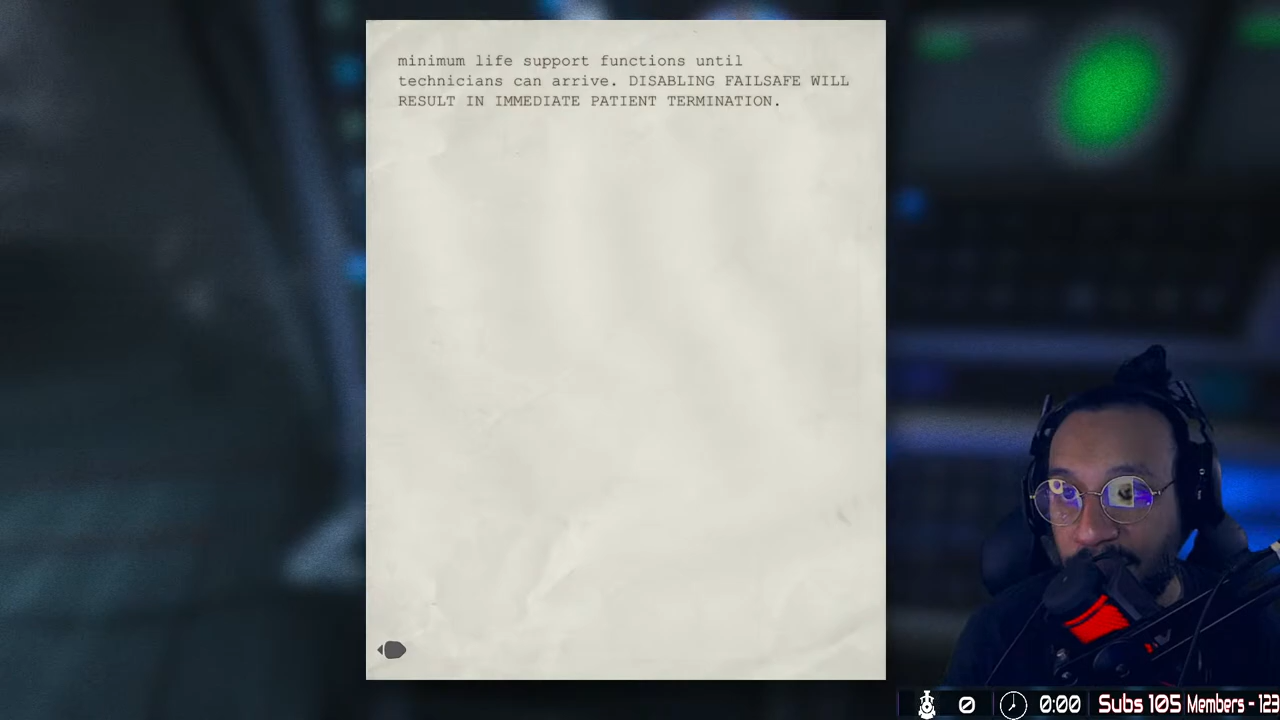 minimum life support functions until
technicians can arrive. DISABLING FAILSAFE WILL
RESULT IN IMMEDIATE PATIENT TERMINATION.
0
0:00
Subs 105
Members - 123